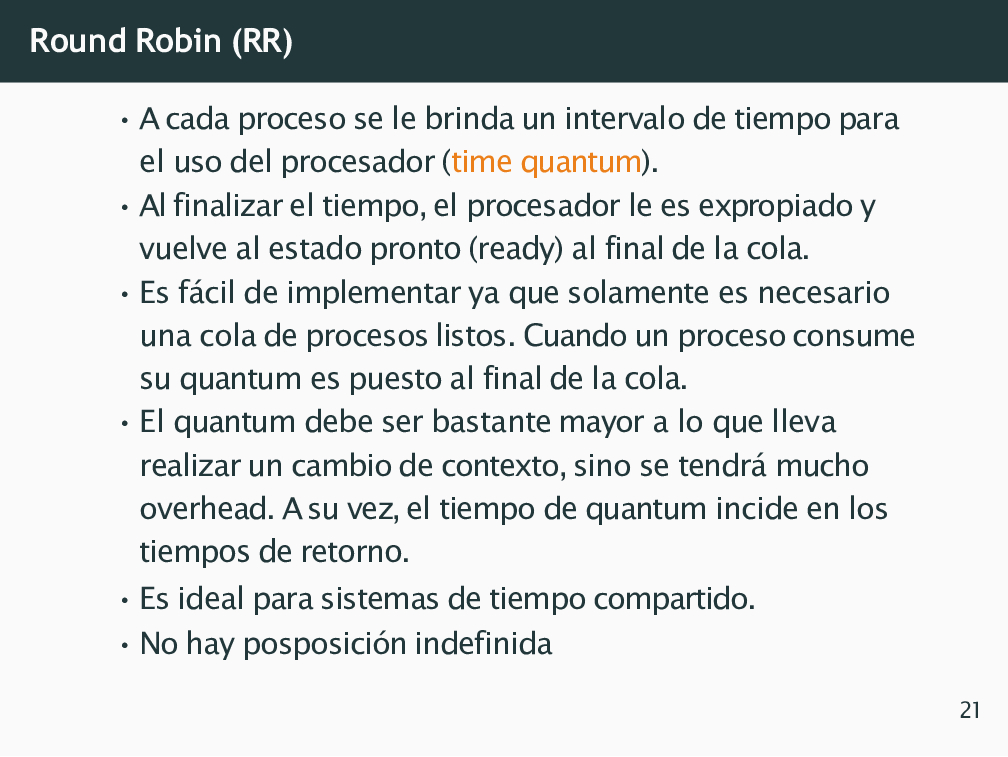 Round Robin (RR)
• A cada proceso se le brinda un intervalo de tiempo para
el uso del procesador (time quantum).
• Al finalizar el tiempo, el procesador le es expropiado y
vuelve al estado pronto (ready) al final de la cola.
• Es fácil de implementar ya que solamente es necesario
una cola de procesos listos. Cuando un proceso consume
su quantum es puesto al final de la cola.
• El quantum debe ser bastante mayor a lo que lleva
realizar un cambio de contexto, sino se tendrá mucho
overhead. A su vez, el tiempo de quantum incide en los
tiempos de retorno.
• Es ideal para sistemas de tiempo compartido.
• No hay posposición indefinida
21